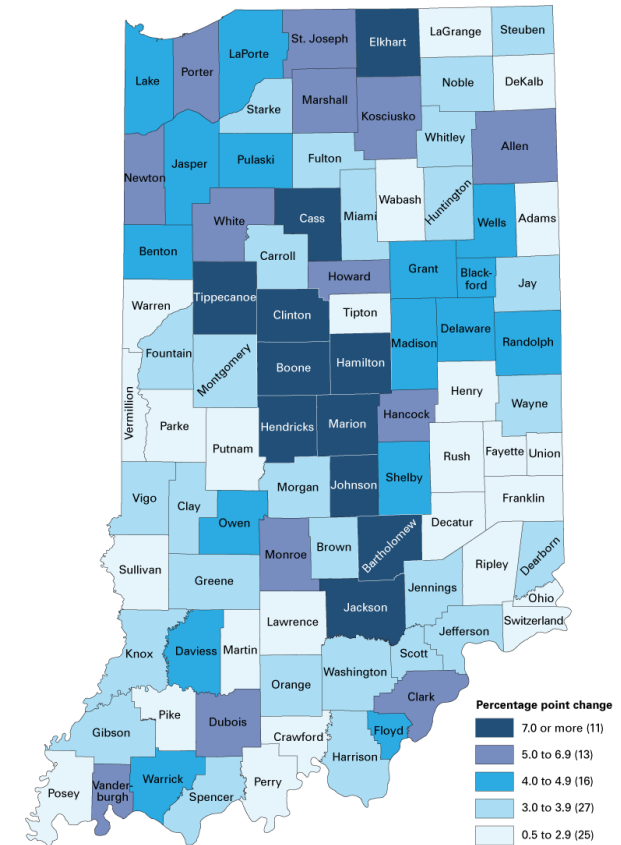 LaGrange
Steuben
St. Joseph
Elkhart
LaPorte
Lake
Porter
Noble
DeKalb
Starke
Marshall
Kosciusko
Whitley
Allen
Newton
Jasper
Pulaski
Fulton
Wabash
Huntington
Miami
White
Cass
Wells
Adams
Benton
Carroll
Grant
Black-
ford
Howard
Jay
Tippecanoe
Warren
Clinton
Tipton
Madison
Delaware
Randolph
Fountain
Montgomery
Boone
Hamilton
Henry
Wayne
Vermillion
Parke
Hendricks
Marion
Hancock
Putnam
Rush
Fayette
Union
Shelby
Morgan
Johnson
Vigo
Clay
Franklin
Owen
Decatur
Monroe
Brown
Bartholomew
Dearborn
Ripley
Sullivan
Greene
Jennings
Ohio
Jackson
Lawrence
Switzerland
Jefferson
Knox
Daviess
Martin
Scott
Washington
Orange
Clark
Pike
Dubois
Gibson
Crawford
Floyd
Harrison
Posey
Vander-
burgh
Warrick
Spencer
Perry
Percentage point change
7.0 or more (11)
5.0 to 6.9 (13)
4.0 to 4.9 (16)
3.0 to 3.9 (27)
0.5 to 2.9 (25)